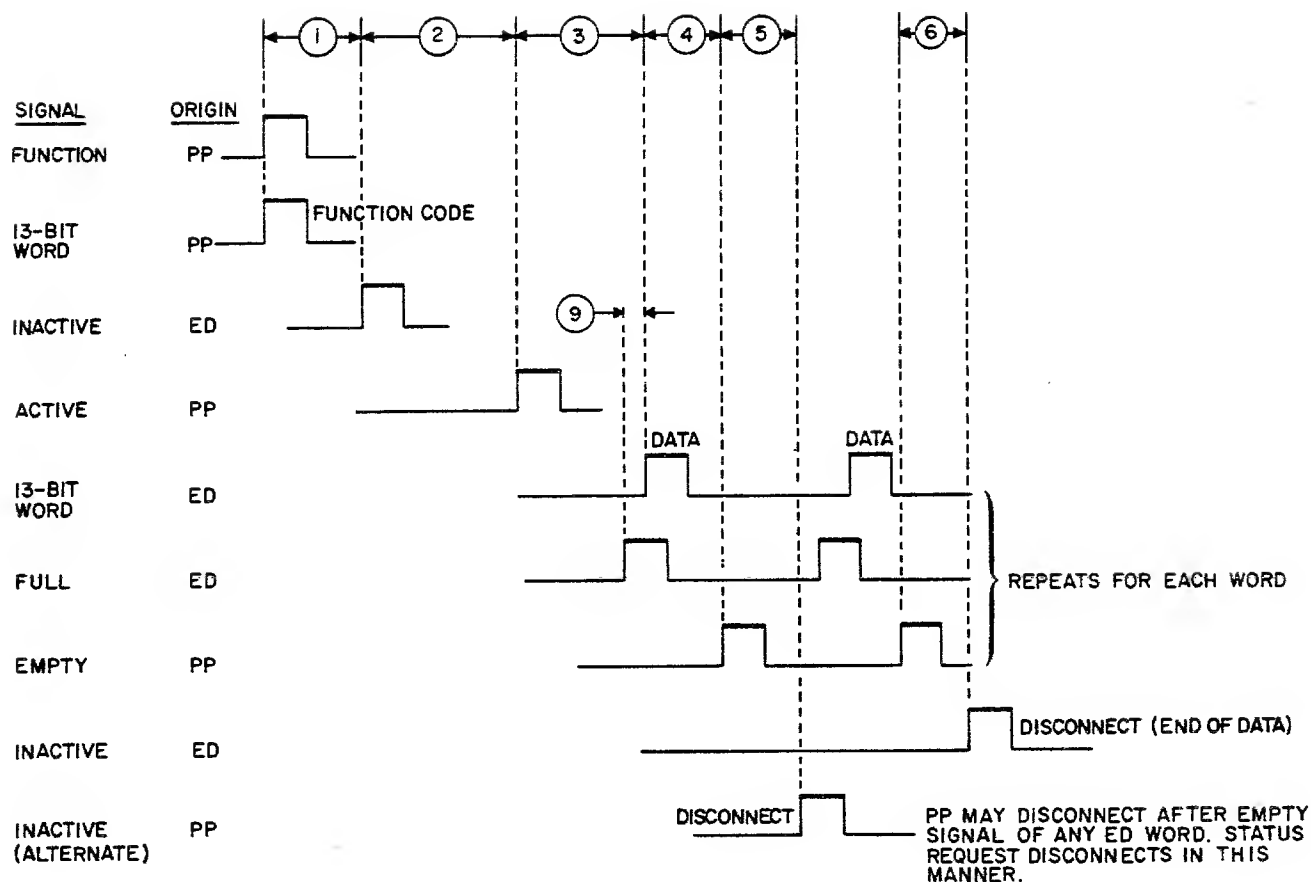 1 2 3 4 5 6
SIGNAL ORIGIN
FUNCTION PP
FUNCTION CODE
13-BIT
WORD PP
9
INACTIVE ED
ACTIVE PP
DATA DATA
13-BIT
WORD ED
FULL ED
REPEATS FOR EACH WORD
EMPTY PP
DISCONNECT (END OF DATA)
INACTIVE ED
DISCONNECT
INACTIVE
(ALTERNATE) PP
PP MAY DISCONNECT AFTER EMPTY
SIGNAL OF ANY ED WORD. STATUS
REQUEST DISCONNECTS IN THIS
MANNER.